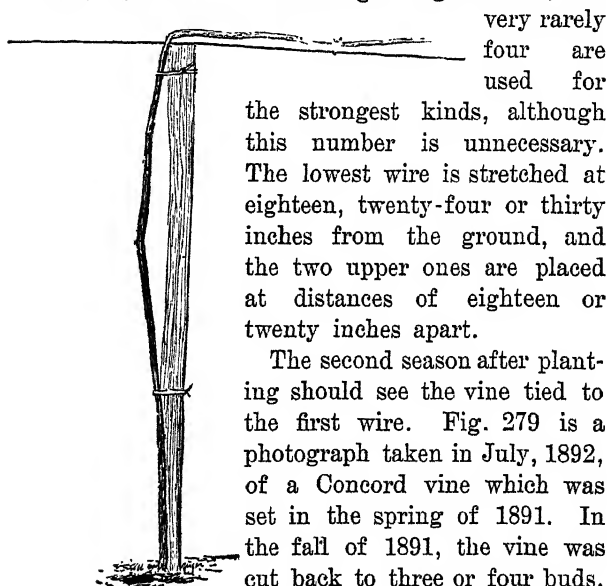 very rarely
four are
used for
the strongest kinds, although
this number is unnecessary.
The lowest wire is stretched at
eighteen, twenty-four or thirty
inches from the ground, and
the two upper ones are placed
at distances of eighteen or
twenty inches apart.
The second season after plant-
ing should see the vine tied to
the first wire. Fig. 279 is a
photograph taken in July, 1892,
of a Concord vine which was
set in the spring of 1891. In
the fall of 1891, the vine was
cut back to three or four buds,